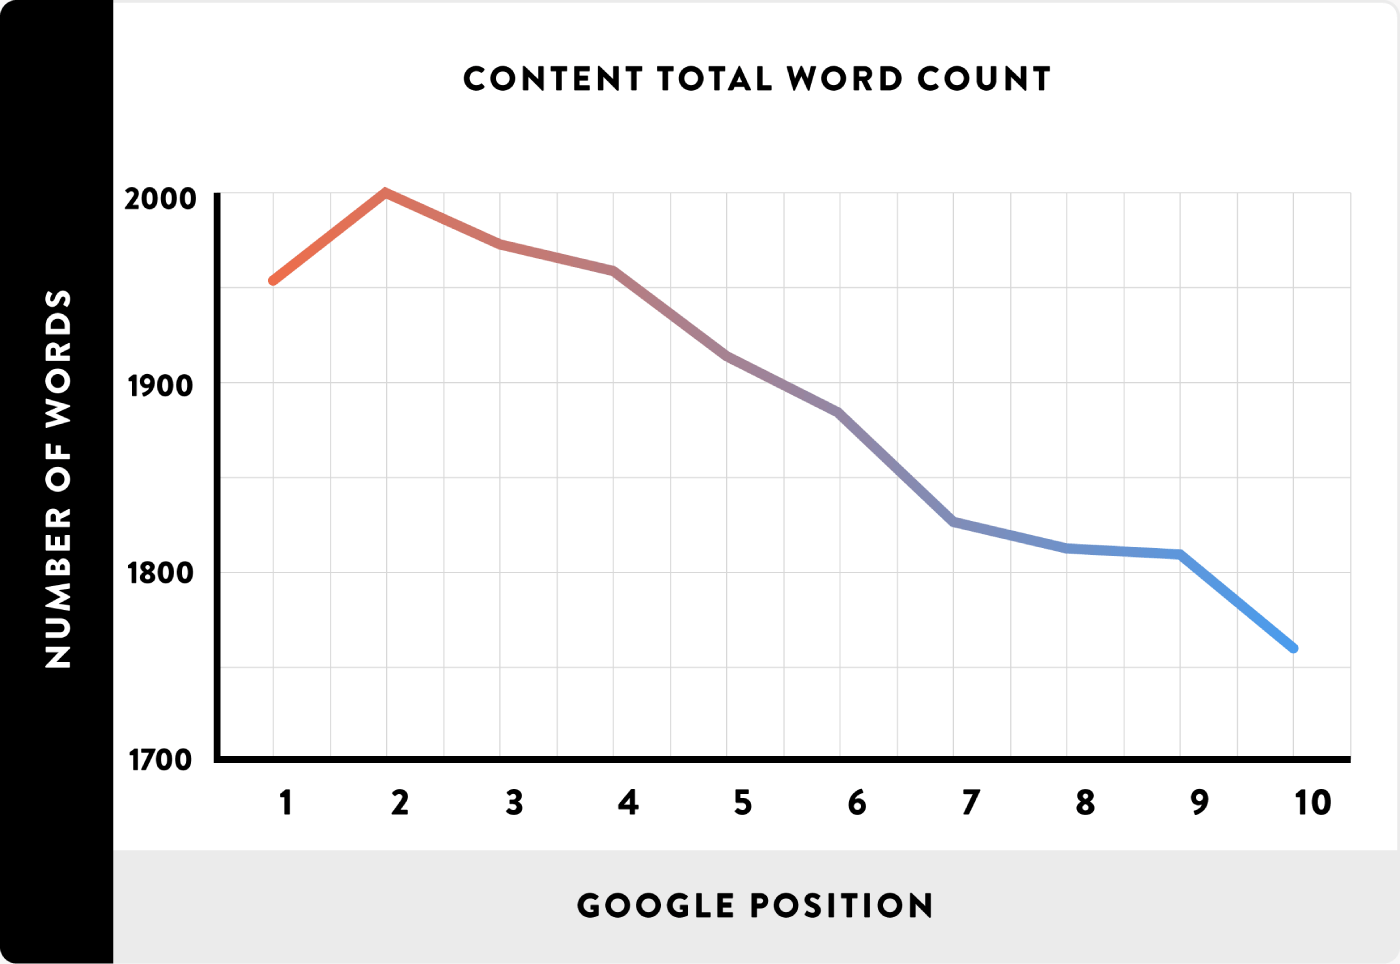 CONTENT TOTAL WORD COUNT
NUMBER OF WORDS
2000
1900
1800
1700
1 2 3 4 5 6 7 8 9 10
GOOGLE POSITION